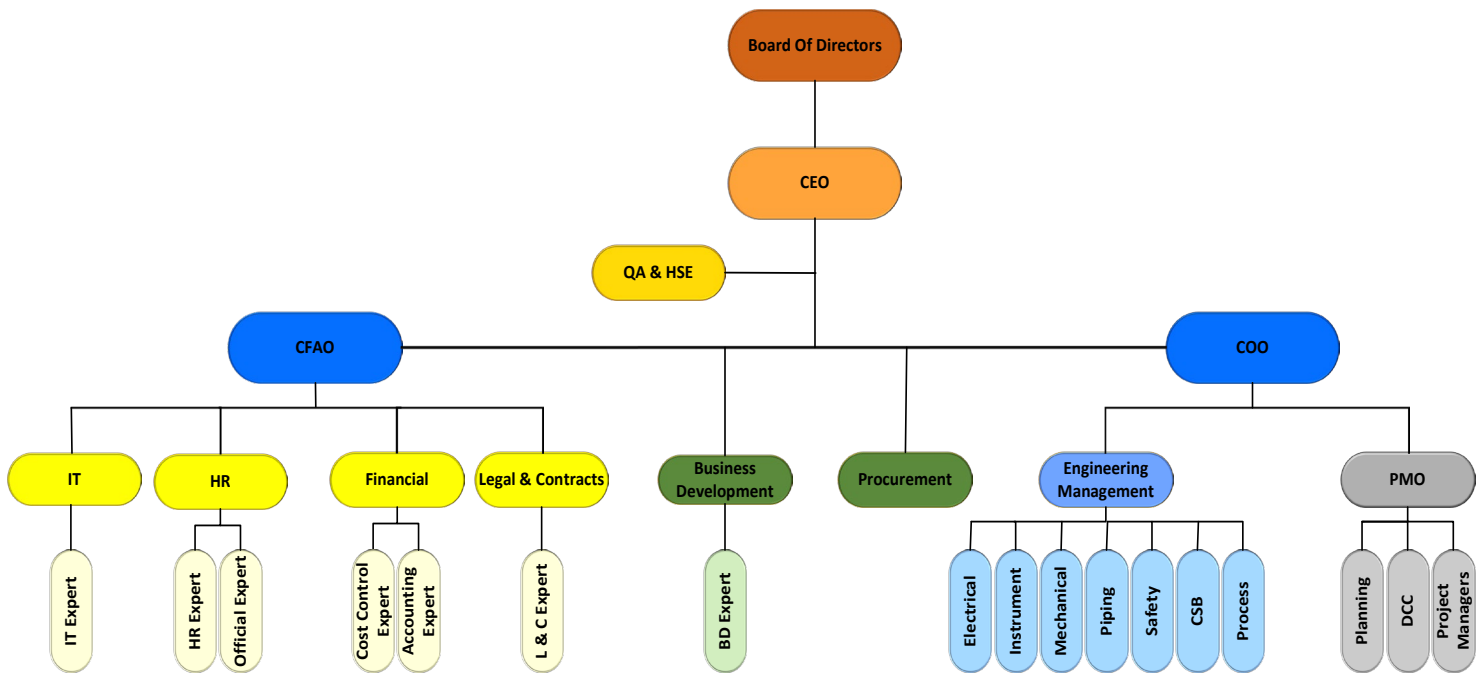 Board Of Directors
CEO
QA & HSE
CFAO
COO
IT
HR
Financial
Legal & Contracts
Business
Development
Procurement
Engineering
Management
PMO
IT Expert
HR Expert
Official Expert
Cost Control
Expert
Accounting
Expert
L & C Expert
BD Expert
Electrical
Instrument
Mechanical
Piping
Safety
CSB
Process
Planning
DCC
Project
Managers